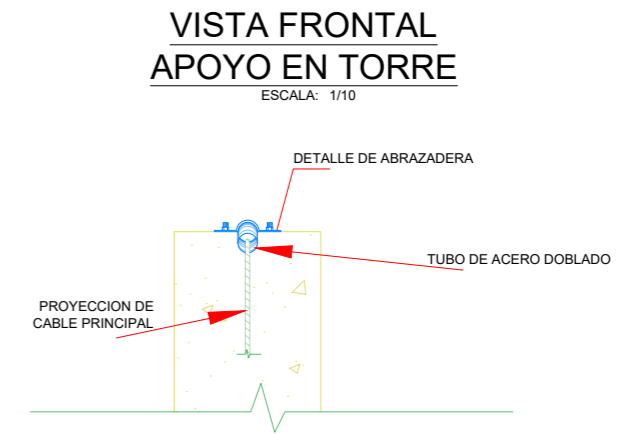 VISTA FRONTAL
APOYO EN TORRE
ESCALA: 1/10
DETALLE DE ABRAZADERA
TUBO DE ACERO DOBLADO
PROYECCION DE
CABLE PRINCIPAL